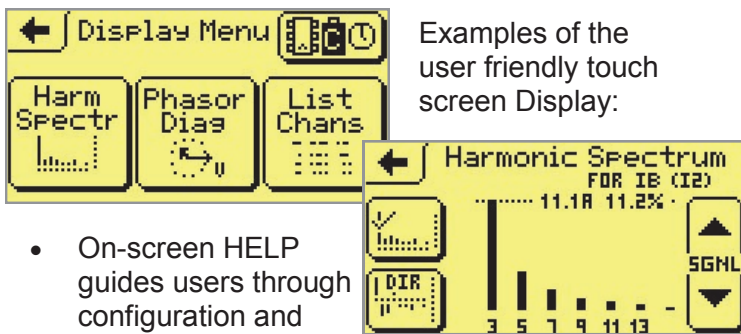 Display Menu
C
Harm
Spectr
Phasor
Diag
V
List
Chans
Examples of the
user friendly touch
screen Display:
Harmonic Spectrum
FOR IB (I2)
11.1A 11.2%
DIR
SGNL
3 5 7 9 11 13
• On-screen HELP
guides users through
configuration and